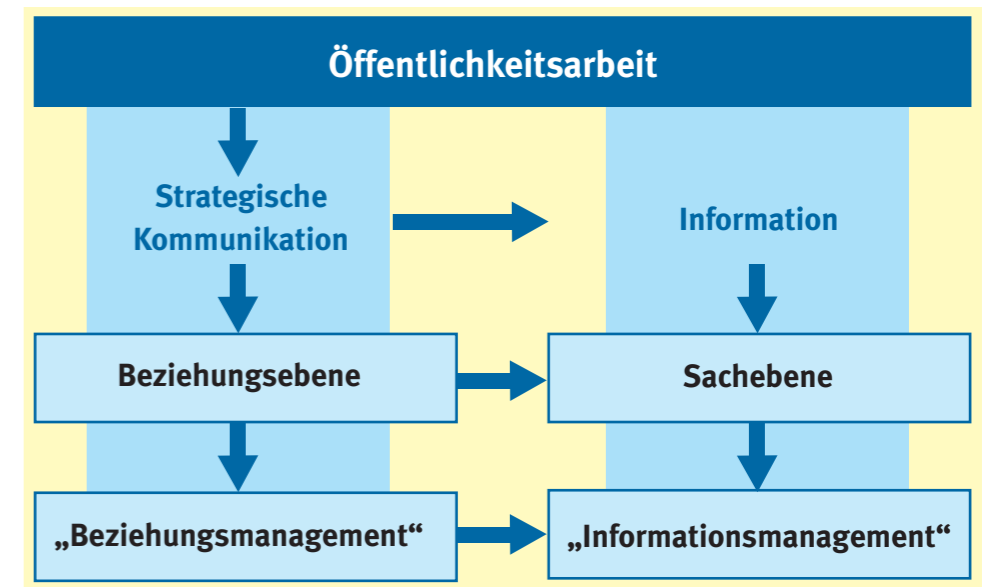 Öffentlichkeitsarbeit
Strategische
Kommunikation
Information
Beziehungsebene
Sachebene
„Beziehungsmanagement“
„Informationsmanagement“